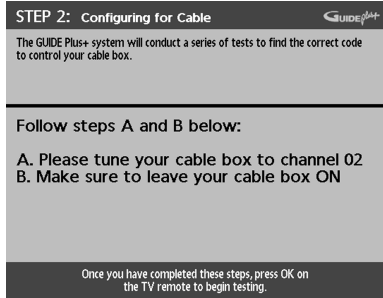 STEP 2: Configuring for Cable GUIDE plus+
The GUIDE Plus+ system will conduct a series of tests to find the correct code
to control your cable box.
Follow steps A and B below:
A. Please tune your cable box to channel 02
B. Make sure to leave your cable box ON
Once you have completed these steps, press OK on
the TV remote to begin testing.